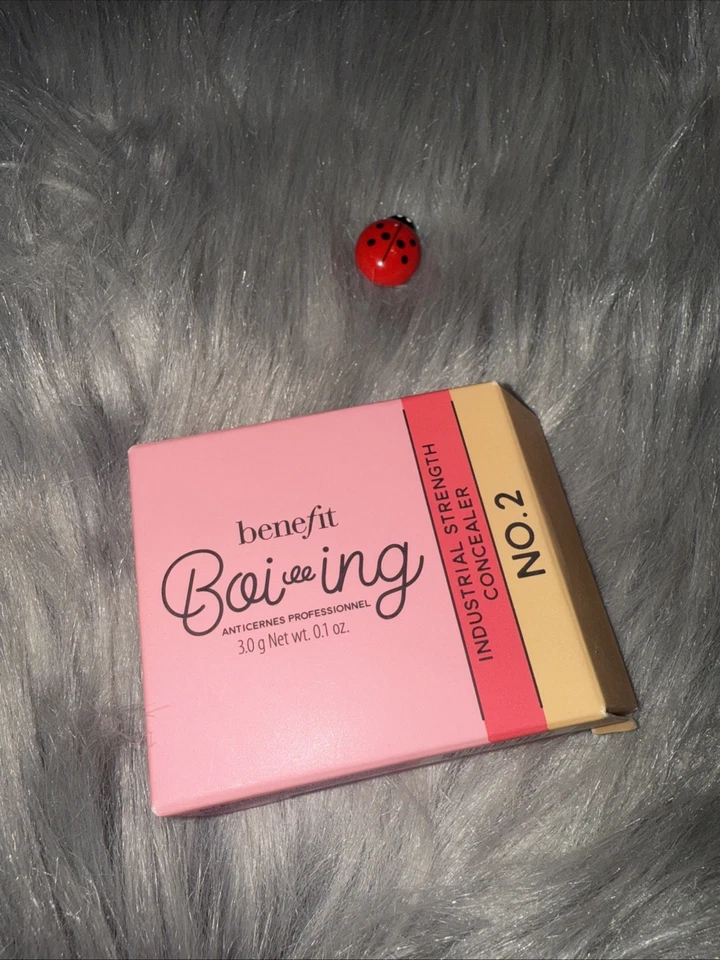 benefit
Boi-ing
ANTICERNES PROFESSIONNEL
3.0 g Net wt. 0.1 oz.
INDUSTRIAL STRENGTH
CONCEALER
NO.2